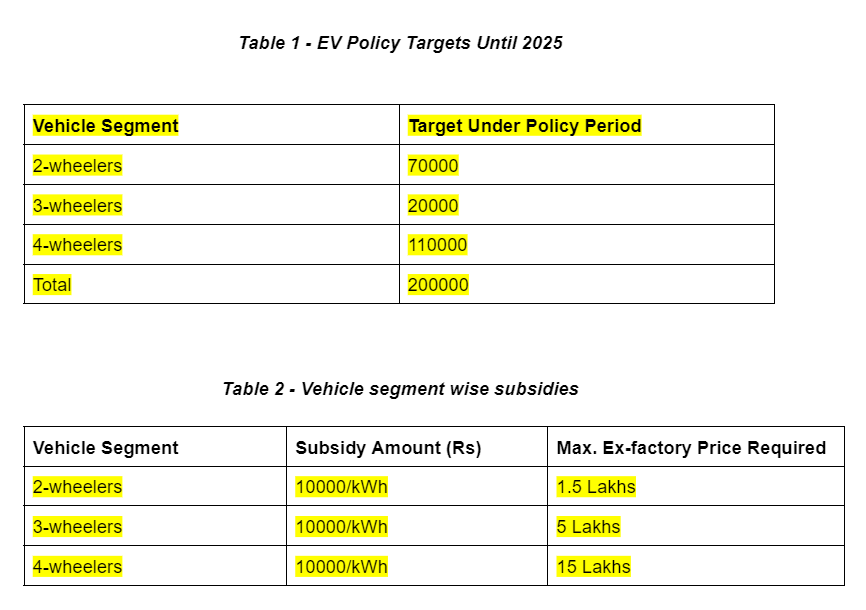 Table 1 - EV Policy Targets Until 2025
Vehicle Segment Target Under Policy Period
2-wheelers 70000
3-wheelers 20000
4-wheelers 110000
Total 200000
Table 2 - Vehicle segment wise subsidies
Vehicle Segment Subsidy Amount (Rs) Max. Ex-factory Price Required
2-wheelers 10000/kWh 1.5 Lakhs
3-wheelers 10000/kWh 5 Lakhs
4-wheelers 10000/kWh 15 Lakhs